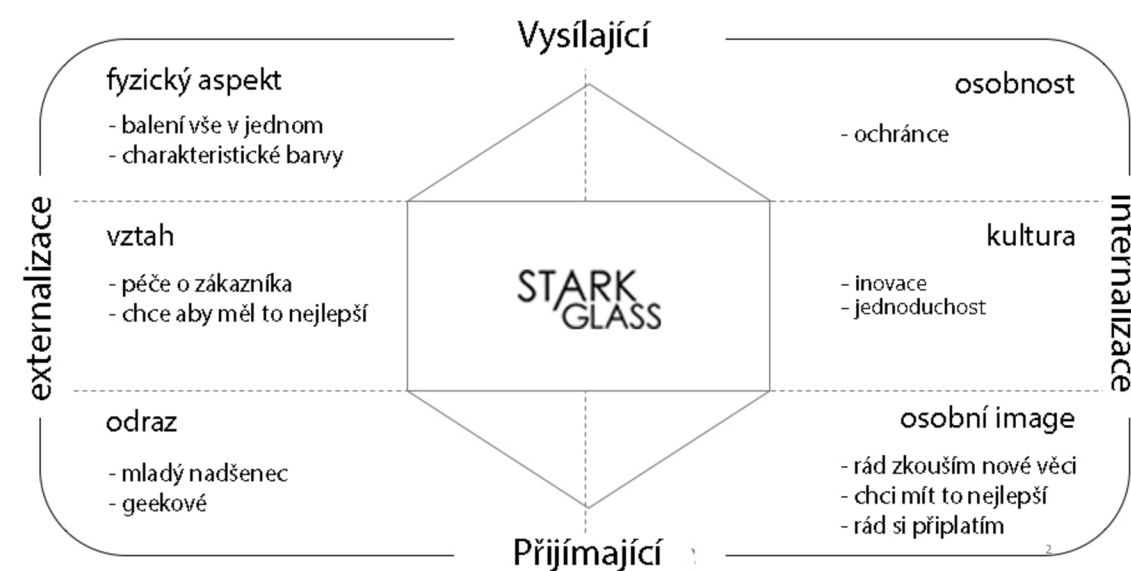 Vysílající
fyzický aspekt
- balení vše v jednom
- charakteristické barvy
osobnost
- ochránce
externalizace
vztah
- péče o zákazníka
- chce aby měl to nejlepší
STARK
GLASS
kultura
- inovace
- jednoduchost
internalizace
odraz
- mladý nadšenec
- geekové
osobní image
- rád zkouším nové věci
- chci mít to nejlepší
- rád si připlatím
2
Přijímající